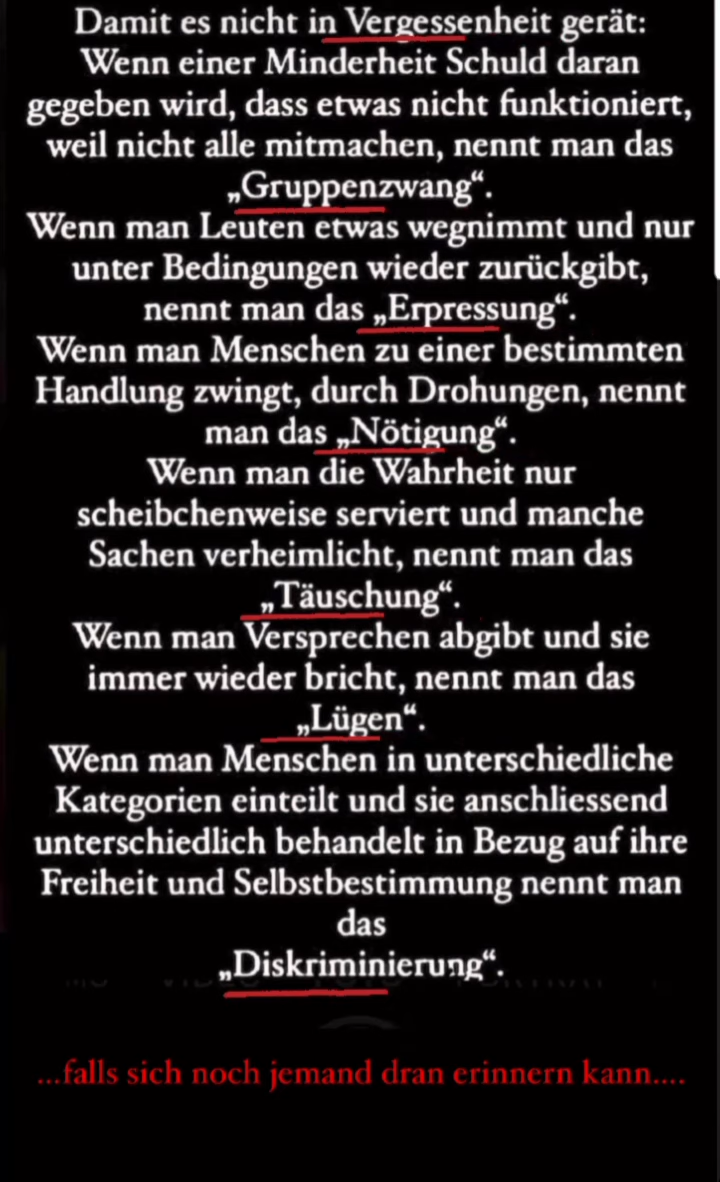 Damit es nicht in Vergessenheit gerät:
Wenn einer Minderheit Schuld daran
gegeben wird, dass etwas nicht funktioniert,
weil nicht alle mitmachen, nennt man das
„Gruppenzwang“.
Wenn man Leuten etwas wegnimmt und nur
unter Bedingungen wieder zurückgibt,
nennt man das „Erpressung“.
Wenn man Menschen zu einer bestimmten
Handlung zwingt, durch Drohungen, nennt
man das „Nötigung“.
Wenn man die Wahrheit nur
scheibchenweise serviert und manche
Sachen verheimlicht, nennt man das
„Täuschung“.
Wenn man Versprechen abgibt und sie
immer wieder bricht, nennt man das
„Lügen“.
Wenn man Menschen in unterschiedliche
Kategorien einteilt und sie anschliessend
unterschiedlich behandelt in Bezug auf ihre
Freiheit und Selbstbestimmung nennt man
das
„Diskriminierung“.
...falls sich noch jemand dran erinnern kann....